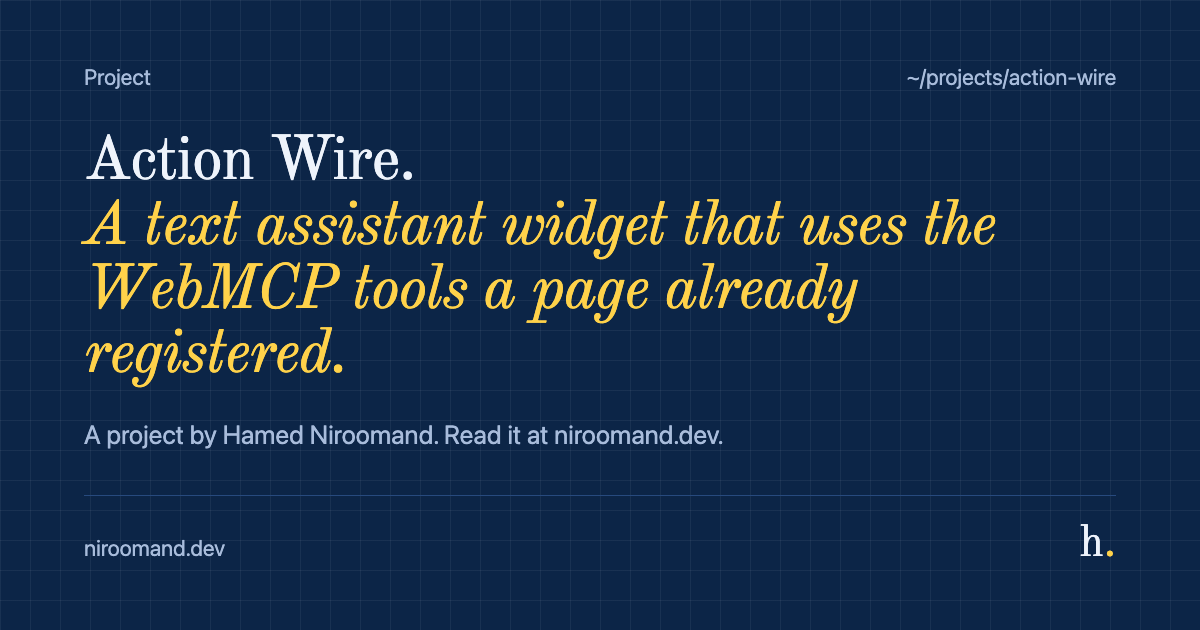 Project
~/projects/action-wire
Action Wire.
A text assistant widget that uses the
WebMCP tools a page already
registered.
A project by Hamed Niroomand. Read it at niroomand.dev.
niroomand.dev
h.